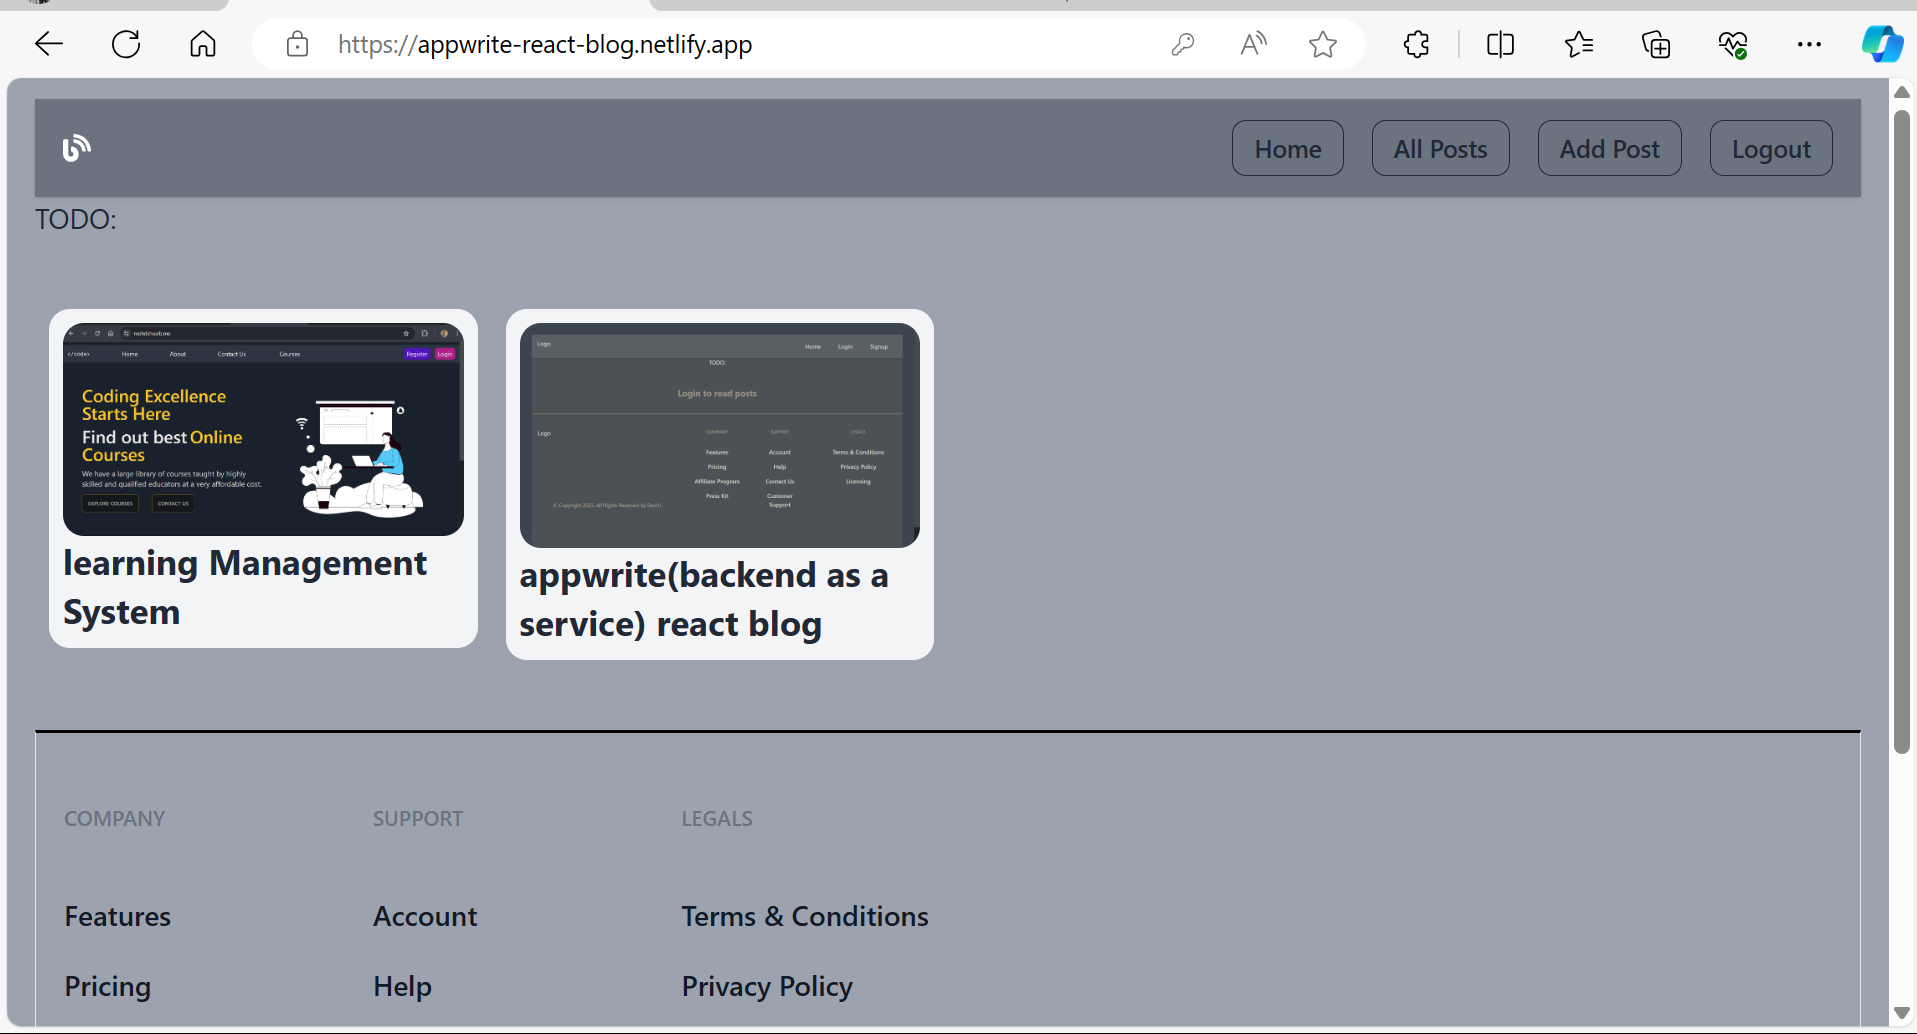 https://appwrite-react-blog.netlify.app
Home All Posts Add Post Logout
TODO:
mohdshoaib.me
</code> Home About Contact Us Courses Register Login
Coding Excellence
Starts Here
Find out best Online
Courses
We have a large library of courses taught by highly
skilled and qualified educators at a very affordable cost.
EXPLORE COURSES CONTACT US
learning Management
System
Logo Home Login Signup
TODO:
Login to read posts
Logo COMPANY SUPPORT LEGALS
Features Account Terms & Conditions
Pricing Help Privacy Policy
Affiliate Program Contact Us Licensing
Press Kit Customer
Support
© Copyright 2023. All Rights Reserved by DevUI.
appwrite(backend as a
service) react blog
COMPANY SUPPORT LEGALS
Features Account Terms & Conditions
Pricing Help Privacy Policy